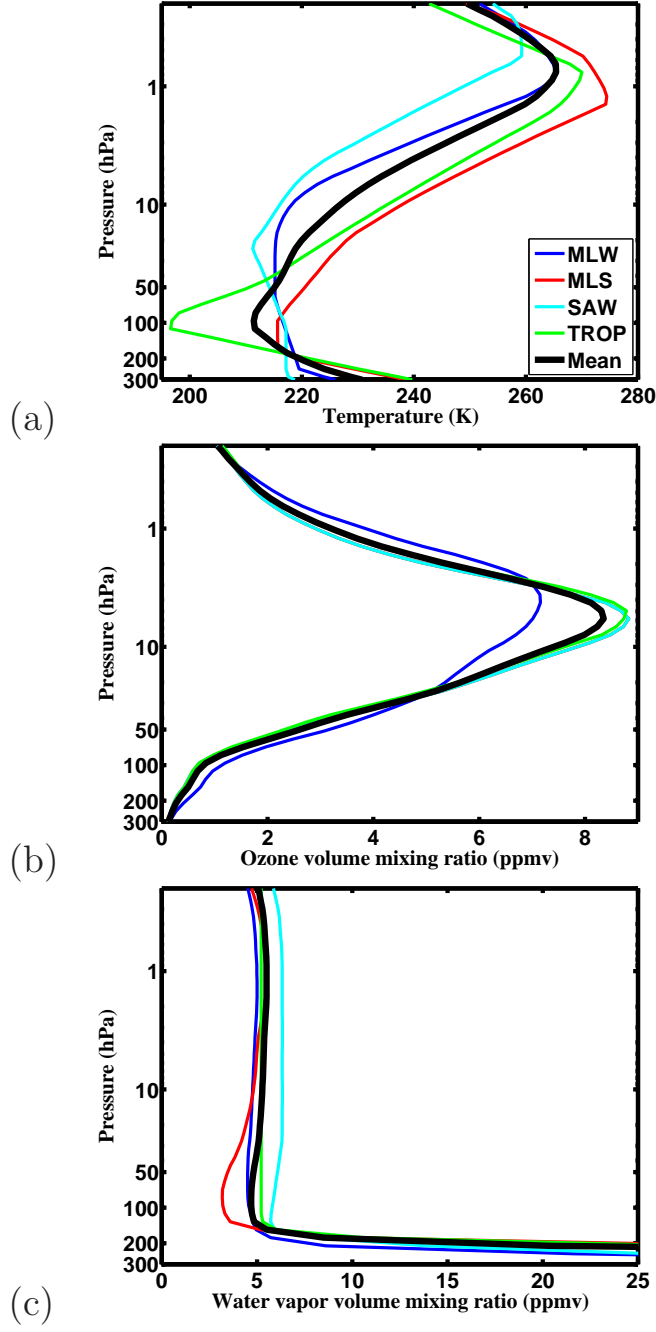 Pressure (hPa)
1
10
50
100
200
300
200
220
240
260
280
Temperature (K)
MLW
MLS
SAW
TROP
Mean
(a)
Pressure (hPa)
1
10
50
100
200
300
0
2
4
6
8
Ozone volume mixing ratio (ppmv)
(b)
Pressure (hPa)
1
10
50
100
200
300
0
5
10
15
20
25
Water vapor volume mixing ratio (ppmv)
(c)